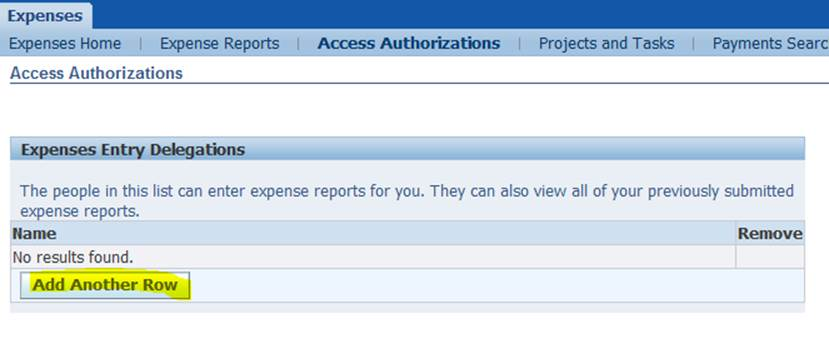 Expenses
Expenses Home | Expense Reports | Access Authorizations | Projects and Tasks | Payments Searc
Access Authorizations
Expenses Entry Delegations
The people in this list can enter expense reports for you. They can also view all of your previously submitted
expense reports.
Name Remove
No results found.
Add Another Row